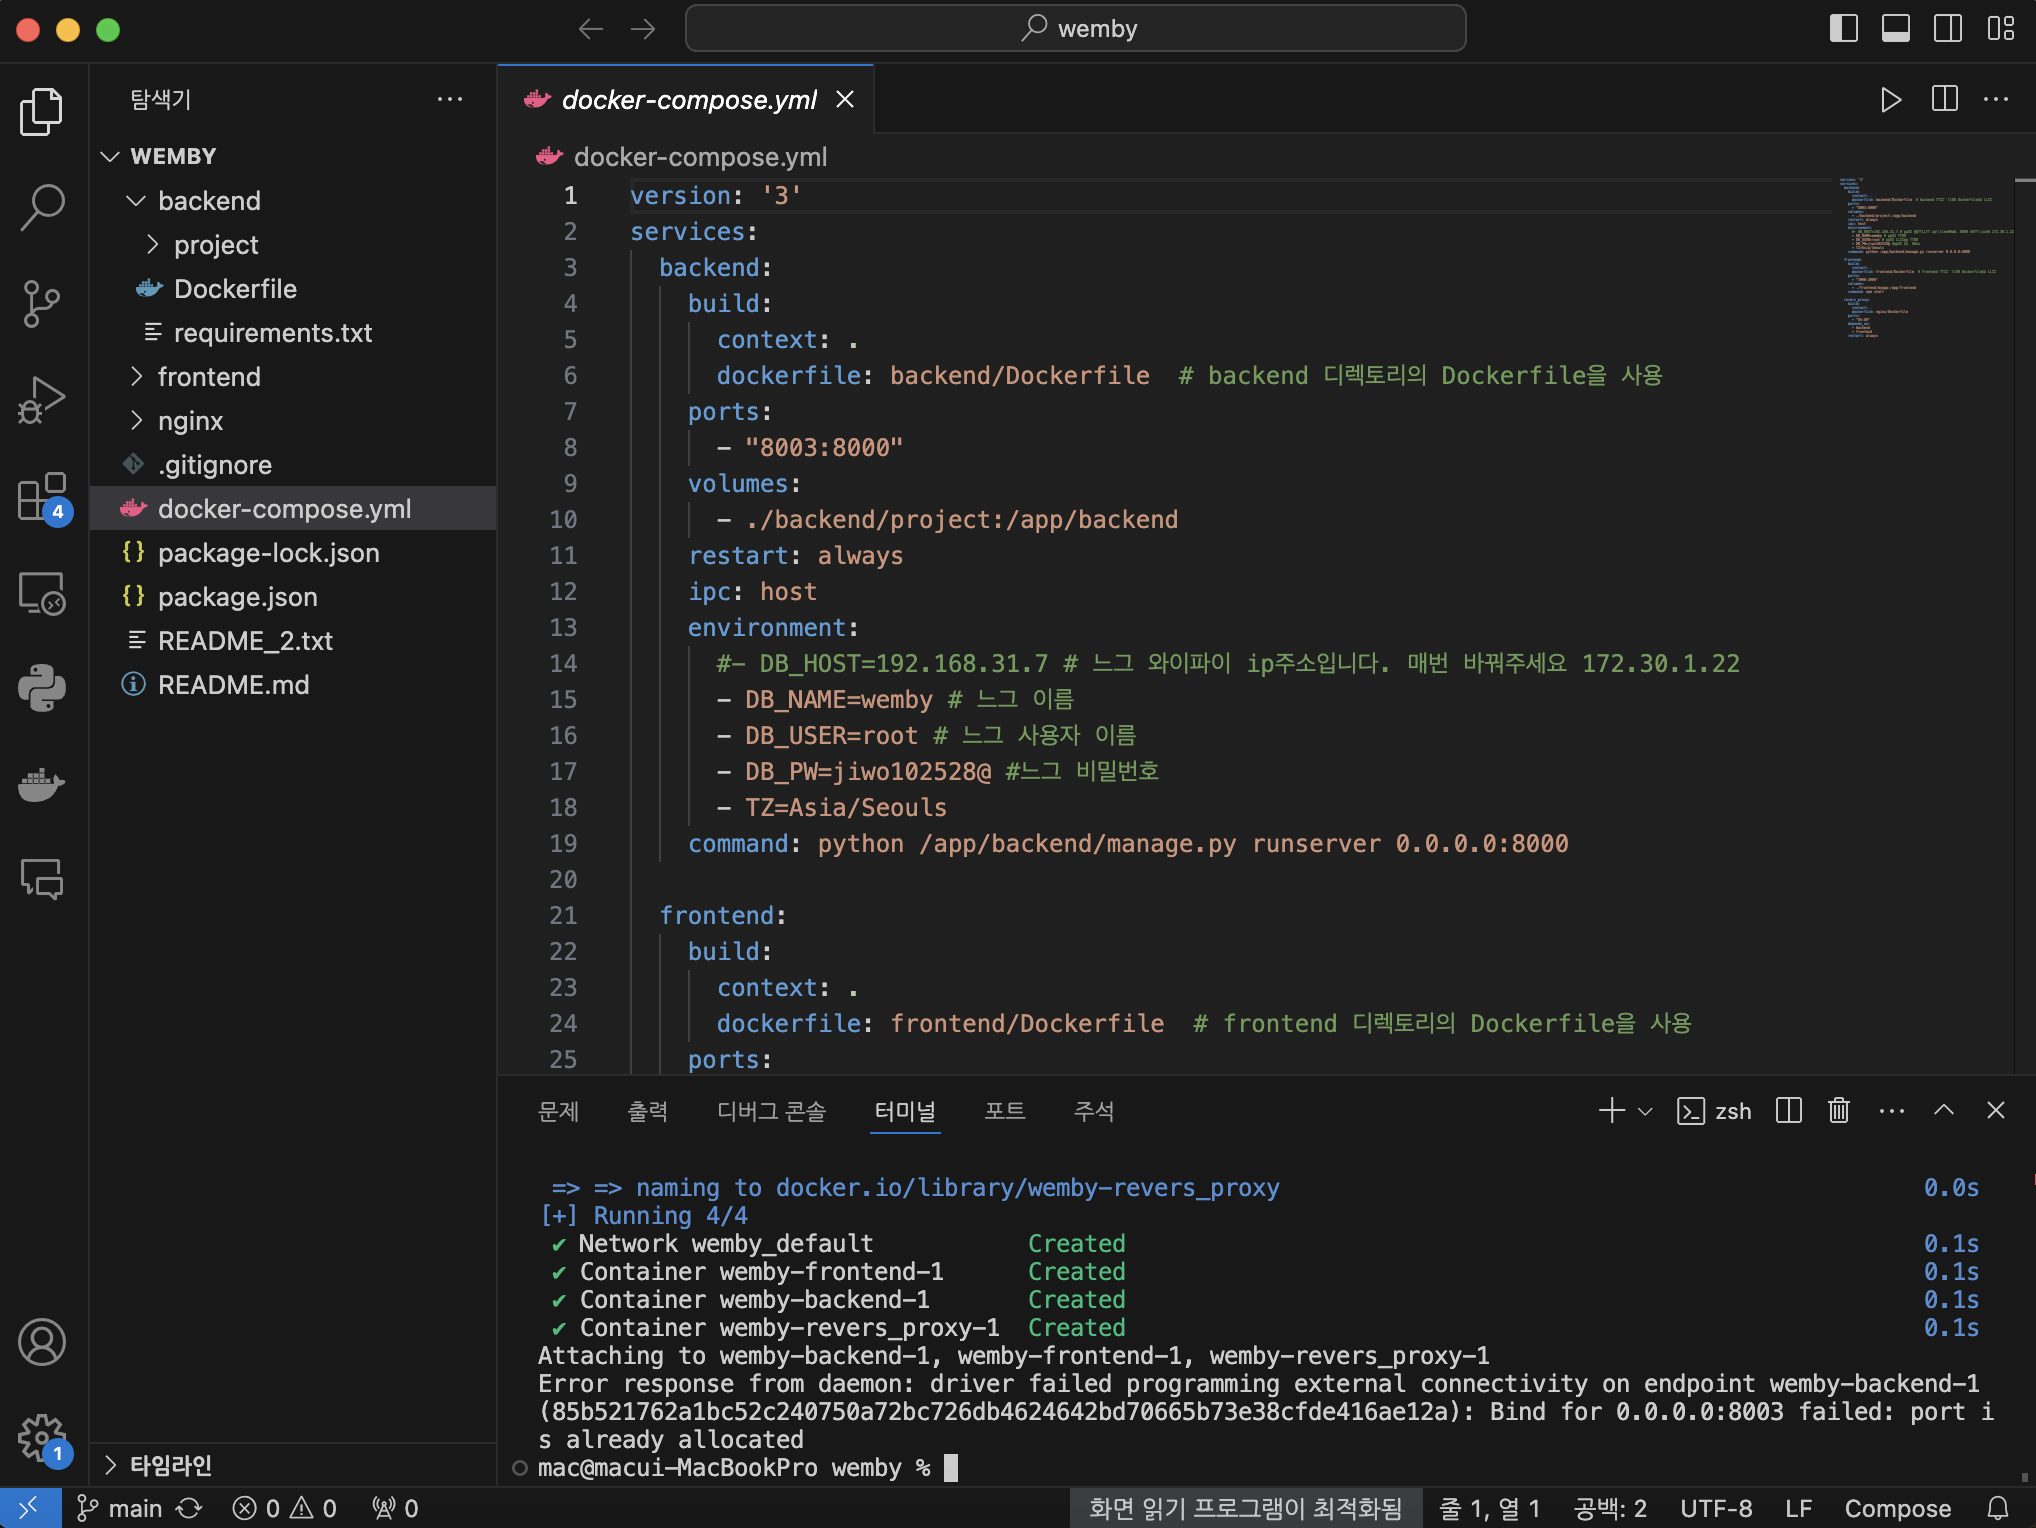 wemby
탐색기
WEMBY
backend
project
Dockerfile
requirements.txt
frontend
nginx
.gitignore
docker-compose.yml
package-lock.json
package.json
README_2.txt
README.md
타임라인
4
1
docker-compose.yml
docker-compose.yml
1 version: '3'
2 services:
3 backend:
4 build:
5 context: .
6 dockerfile: backend/Dockerfile # backend 디렉토리의 Dockerfile을 사용
7 ports:
8 - "8003:8000"
9 volumes:
10 - ./backend/project:/app/backend
11 restart: always
12 ipc: host
13 environment:
14 #- DB_HOST=192.168.31.7 # 느그 와이파이 ip주소입니다. 매번 바꿔주세요 172.30.1.22
15 - DB_NAME=wemby # 느그 이름
16 - DB_USER=root # 느그 사용자 이름
17 - DB_PW=jiwo102528@ #느그 비밀번호
18 - TZ=Asia/Seouls
19 command: python /app/backend/manage.py runserver 0.0.0.0:8000
20
21 frontend:
22 build:
23 context: .
24 dockerfile: frontend/Dockerfile # frontend 디렉토리의 Dockerfile을 사용
25 ports:
문제 출력 디버그 콘솔 터미널 포트 주석
zsh
=> => naming to docker.io/library/wemby-revers_proxy 0.0s
[+] Running 4/4
✔ Network wemby_default Created 0.1s
✔ Container wemby-frontend-1 Created 0.1s
✔ Container wemby-backend-1 Created 0.1s
✔ Container wemby-revers_proxy-1 Created 0.1s
Attaching to wemby-backend-1, wemby-frontend-1, wemby-revers_proxy-1
Error response from daemon: driver failed programming external connectivity on endpoint wemby-backend-1
(85b521762a1bc52c240750a72bc726db4624642bd70665b73e38cfde416ae12a): Bind for 0.0.0.0:8003 failed: port i
s already allocated
mac@macui-MacBookPro wemby %
main 0 0 0 화면 읽기 프로그램이 최적화됨 줄 1, 열 1 공백: 2 UTF-8 LF Compose